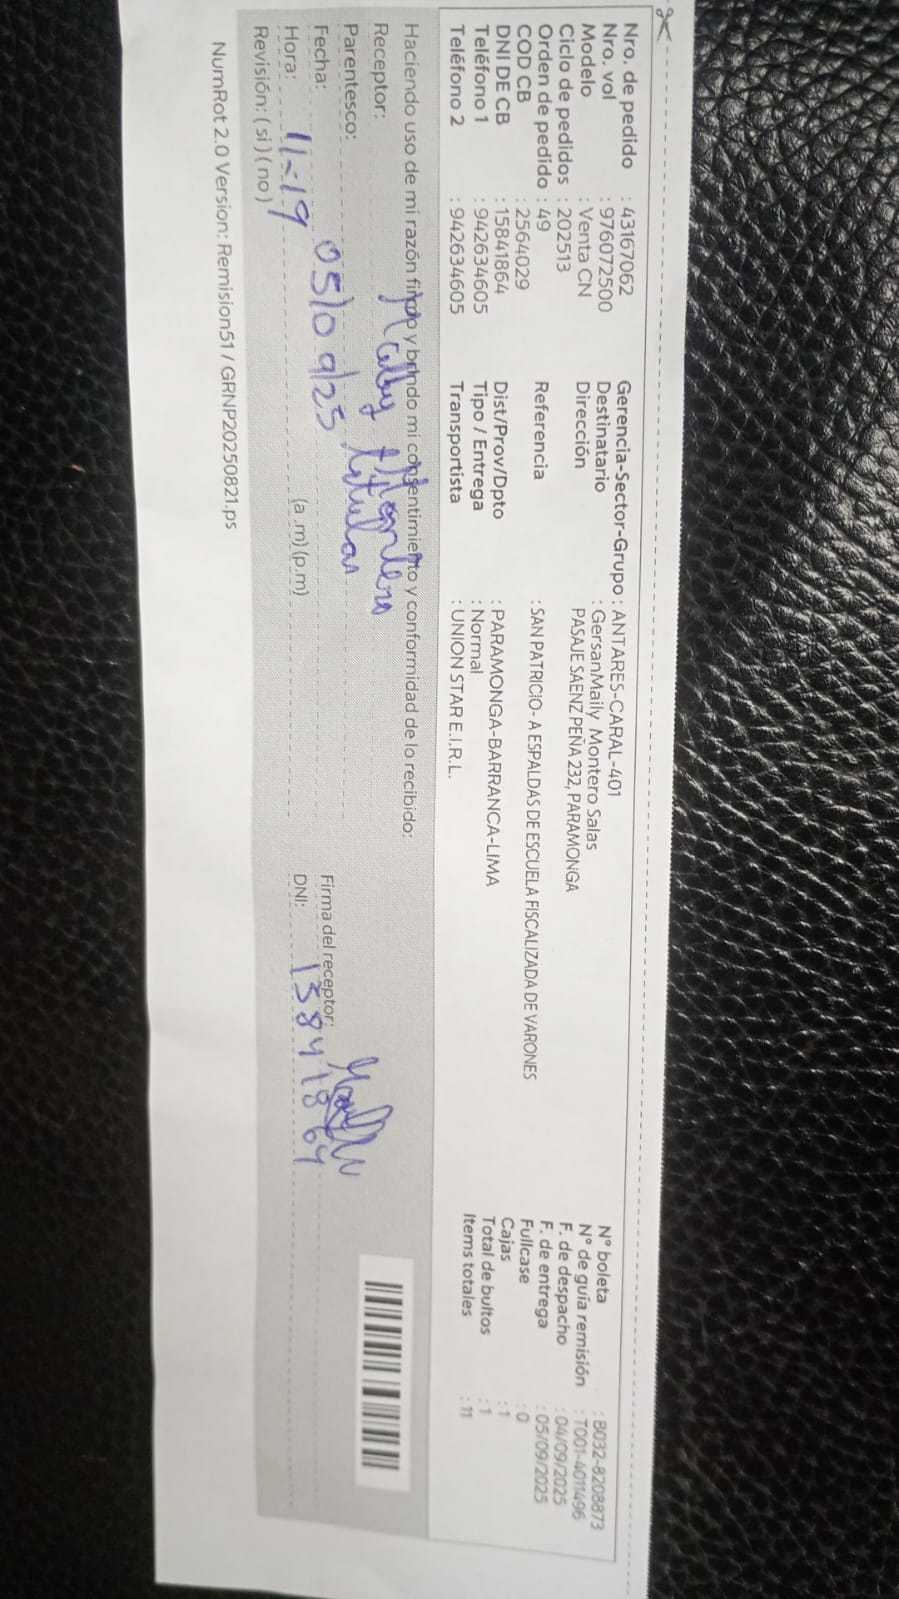 Nro. de pedido : 43167062
Nro. vol : 976072500
Modelo : Venta CN
Ciclo de pedidos : 202513
Orden de pedido : 49
COD CB : 2564029
DNI DE CB : 15841864
Teléfono 1 : 942634605
Teléfono 2 : 942634605
Gerencia-Sector-Grupo : ANTARES-CARAL-401
Destinatario : GersanMaily Montero Salas
Dirección PASAJE SAENZ PEÑA 232, PARAMONGA
Referencia : SAN PATRICIO- A ESPALDAS DE ESCUELA FISCALIZADA DE VARONES
Dist/Prov/Dpto : PARAMONGA-BARRANCA-LIMA
Tipo / Entrega : Normal
Transportista : UNION STAR E.I.R.L.
N° boleta : B032-8208873
N° de guia remisión : T001-4011496
F. de despacho : 04/09/2025
F. de entrega : 05/09/2025
Fullcase : 0
Cajas : 1
Total de bultos : 1
Items totales : 11
Haciendo uso de mi razón firmo y brindo mi consentimiento y conformidad de lo recibido:
Receptor: Montero
Parentesco: titular
Fecha: 05/09/25
Hora: 11-19 (a .m) (p.m)
Revisión: ( si ) ( no )
Firma del receptor:
DNI: 15841864
NumRot 2.0 Version: Remision51 / GRNP20250821.ps